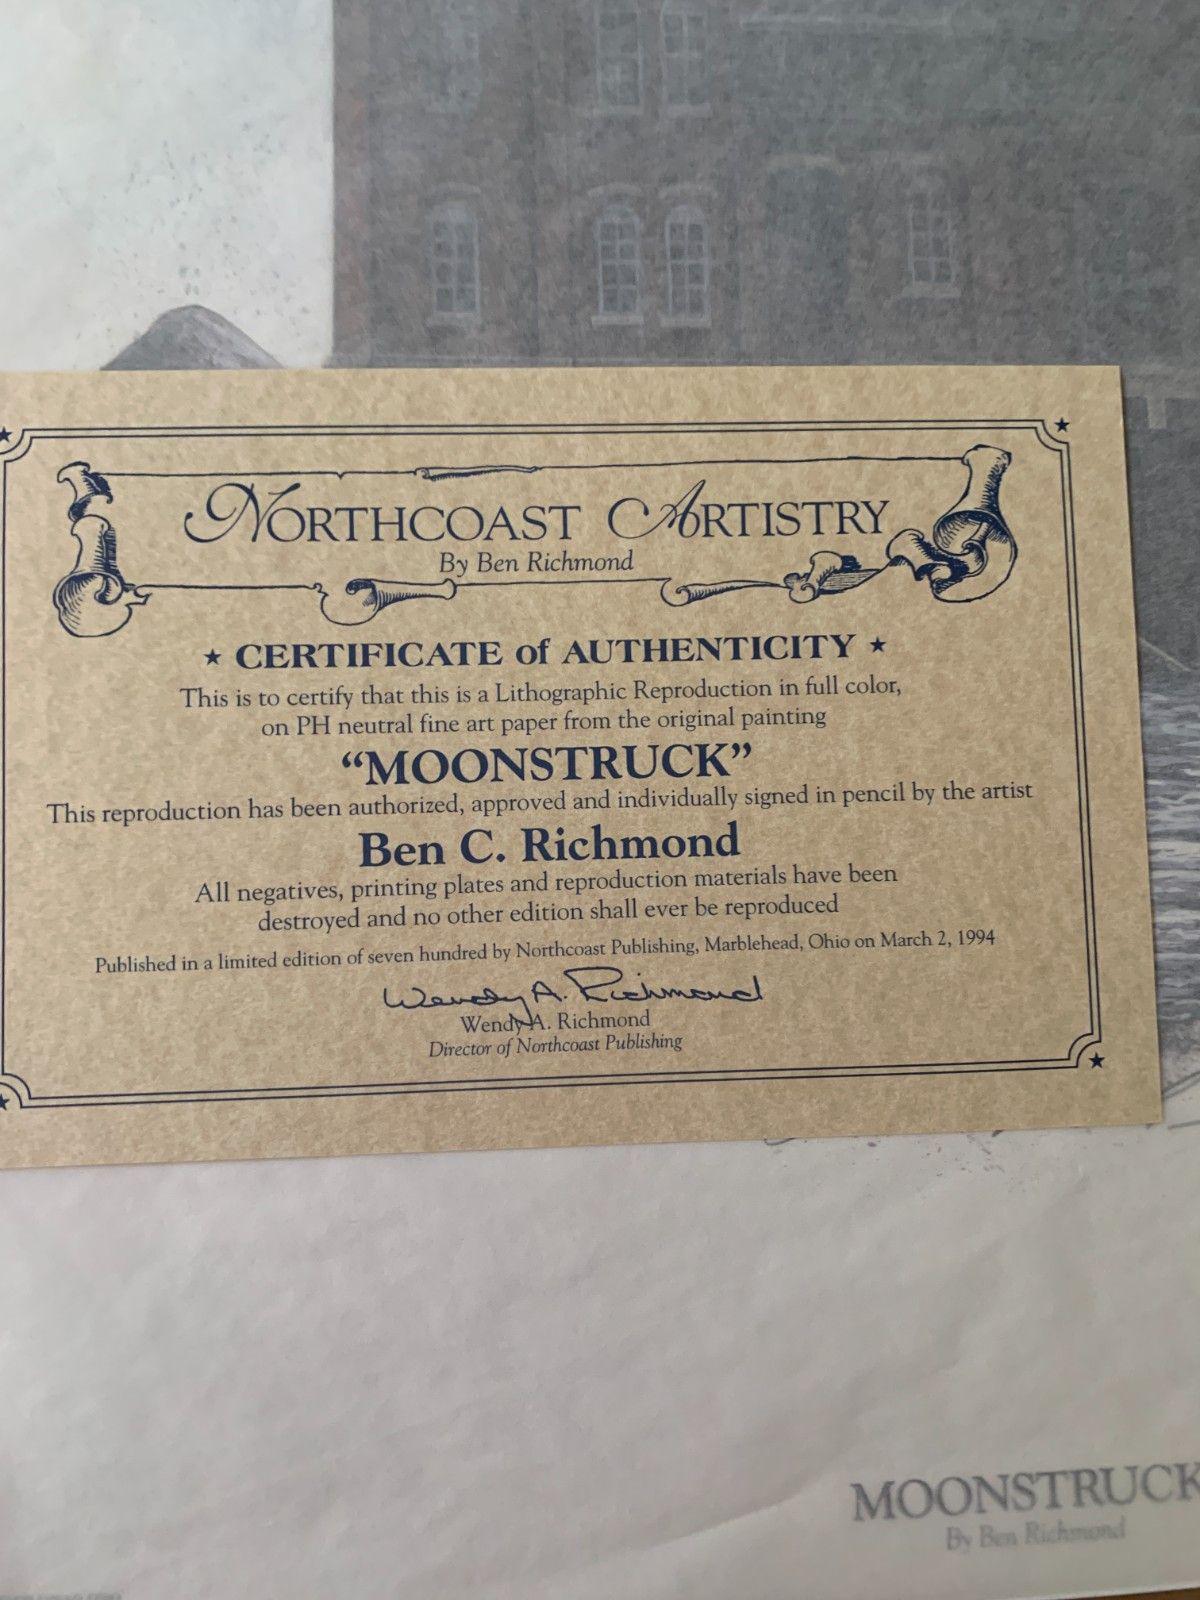 NORTHCOAST ARTISTRY
By Ben Richmond
★ CERTIFICATE of AUTHENTICITY ★
This is to certify that this is a Lithographic Reproduction in full color,
on PH neutral fine art paper from the original painting
“MOONSTRUCK”
This reproduction has been authorized, approved and individually signed in pencil by the artist
Ben C. Richmond
All negatives, printing plates and reproduction materials have been
destroyed and no other edition shall ever be reproduced
Published in a limited edition of seven hundred by Northcoast Publishing, Marblehead, Ohio on March 2, 1994
Wendy A. Richmond
Wendy A. Richmond
Director of Northcoast Publishing
MOONSTRUCK
By Ben Richmond